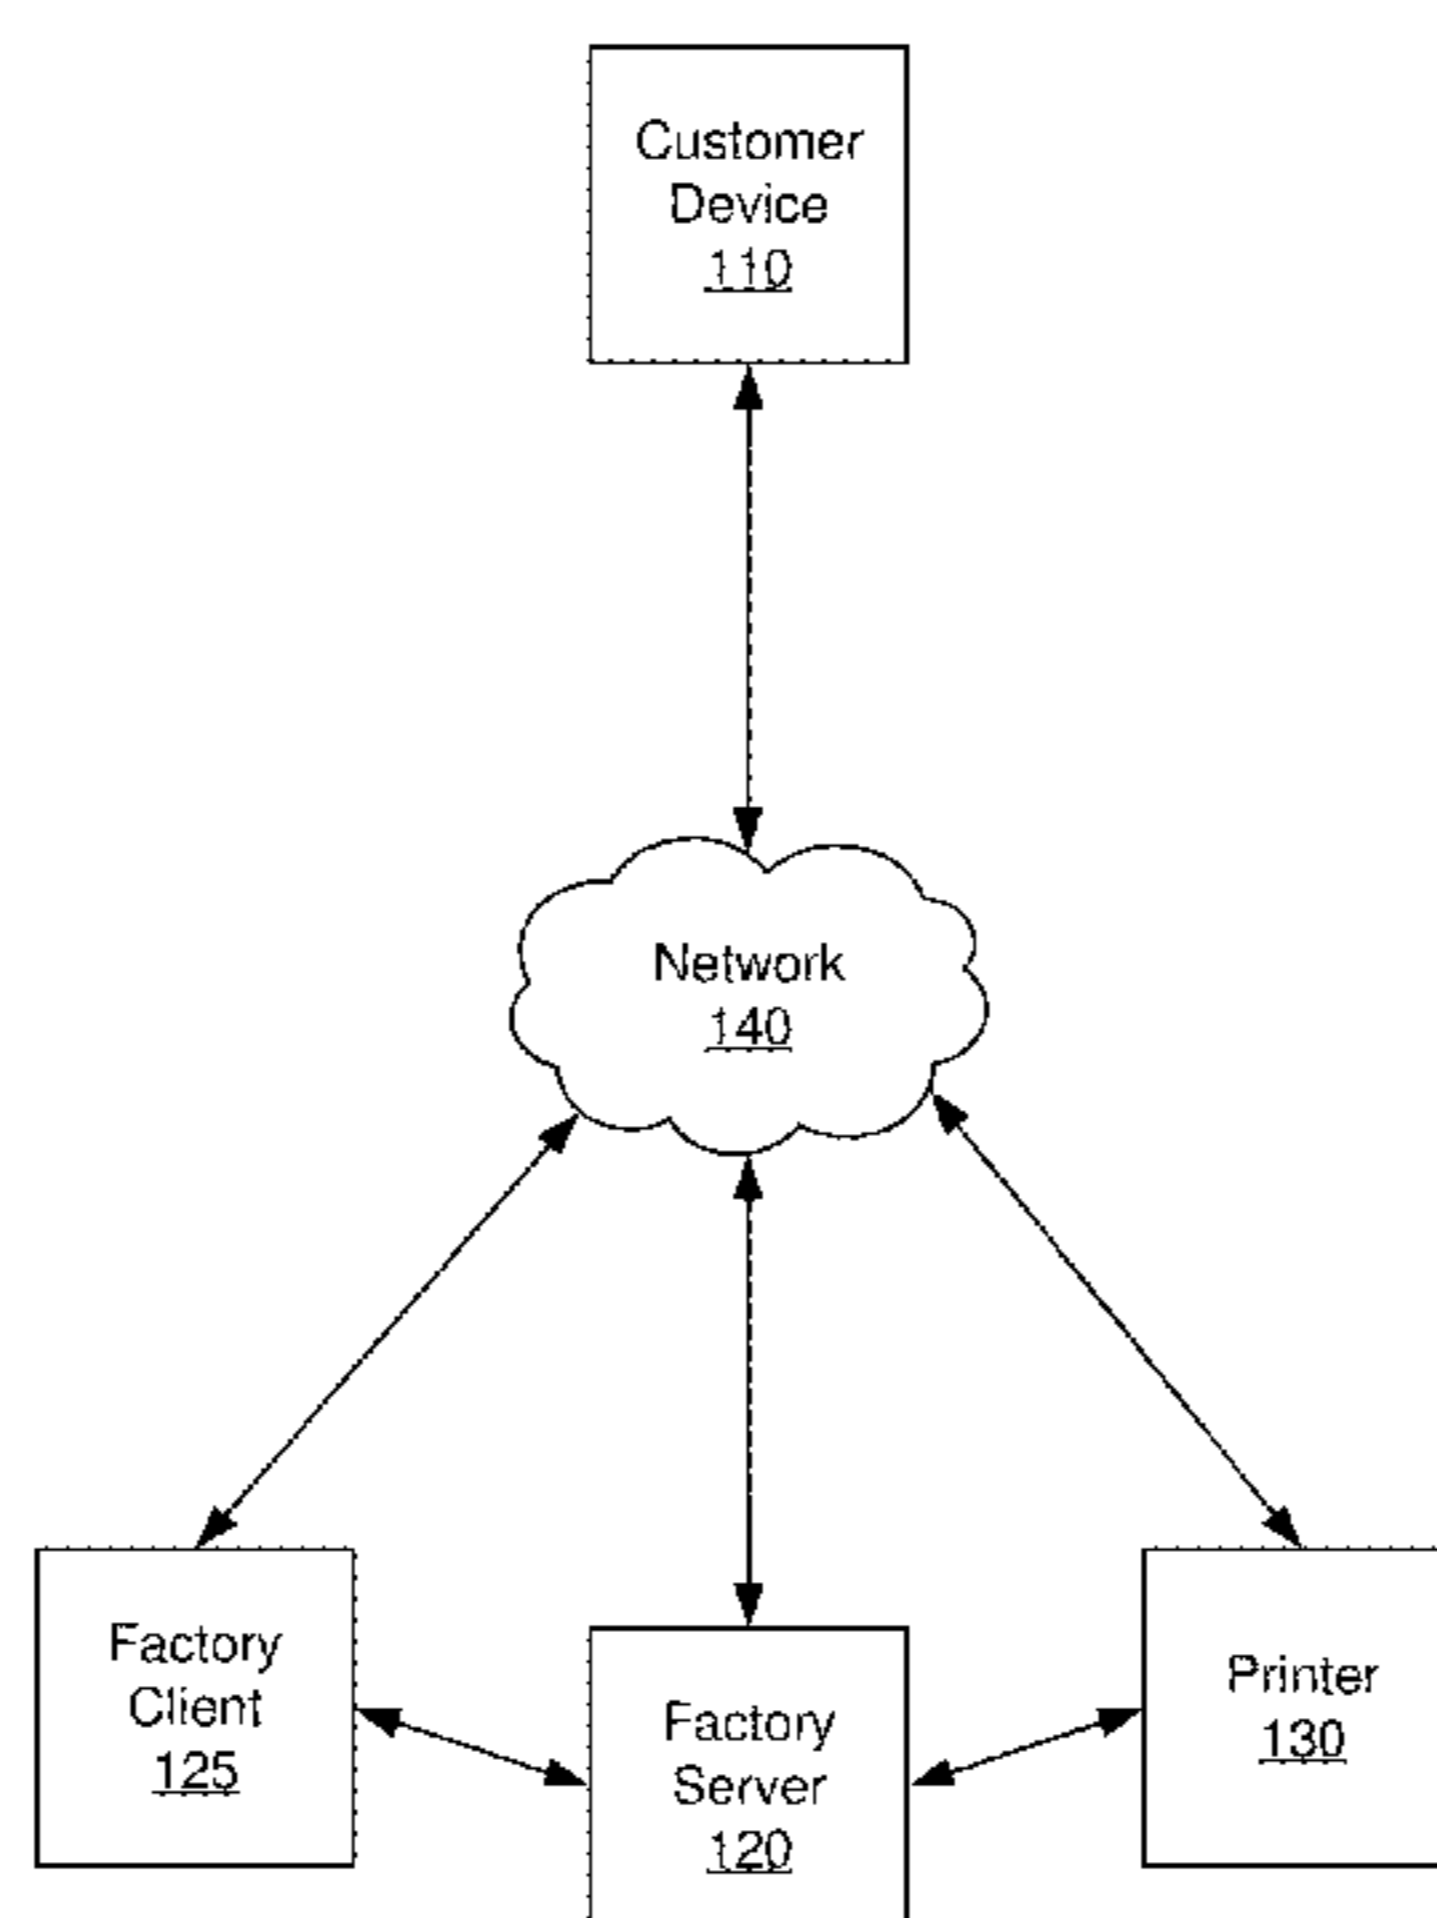 Customer
Device
110
Network
140
Factory
Client
125
Factory
Server
120
Printer
130